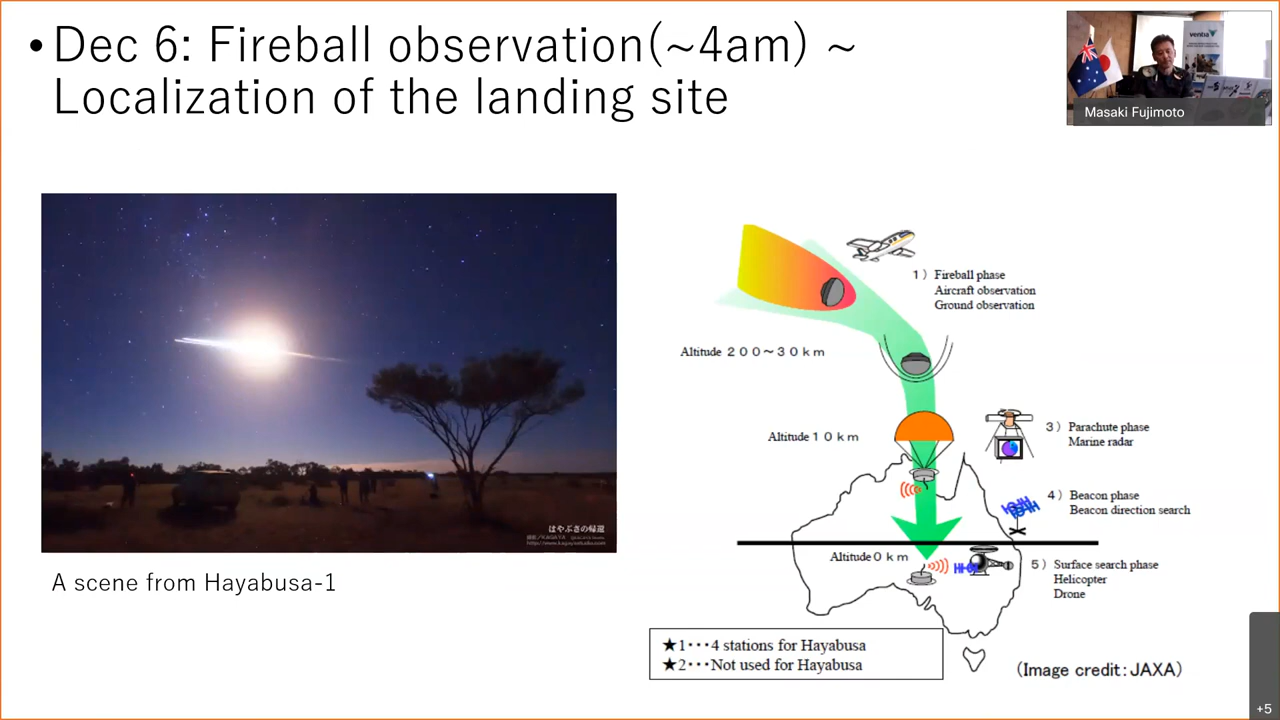 •Dec 6: Fireball observation(~4am) ~
Localization of the landing site
ventia
Masaki Fujimoto
はやぶさの帰還
A scene from Hayabusa-1
1）Fireball phase
Aircraft observation
Ground observation
Altitude ２００～３０ｋｍ
Altitude １０ｋｍ
3）Parachute phase
Marine radar
4）Beacon phase
Beacon direction search
Altitude０ｋｍ
5）Surface search phase
Helicopter
Drone
★1・・・4 stations for Hayabusa
★2・・・Not used for Hayabusa
(Image credit：JAXA)
+5